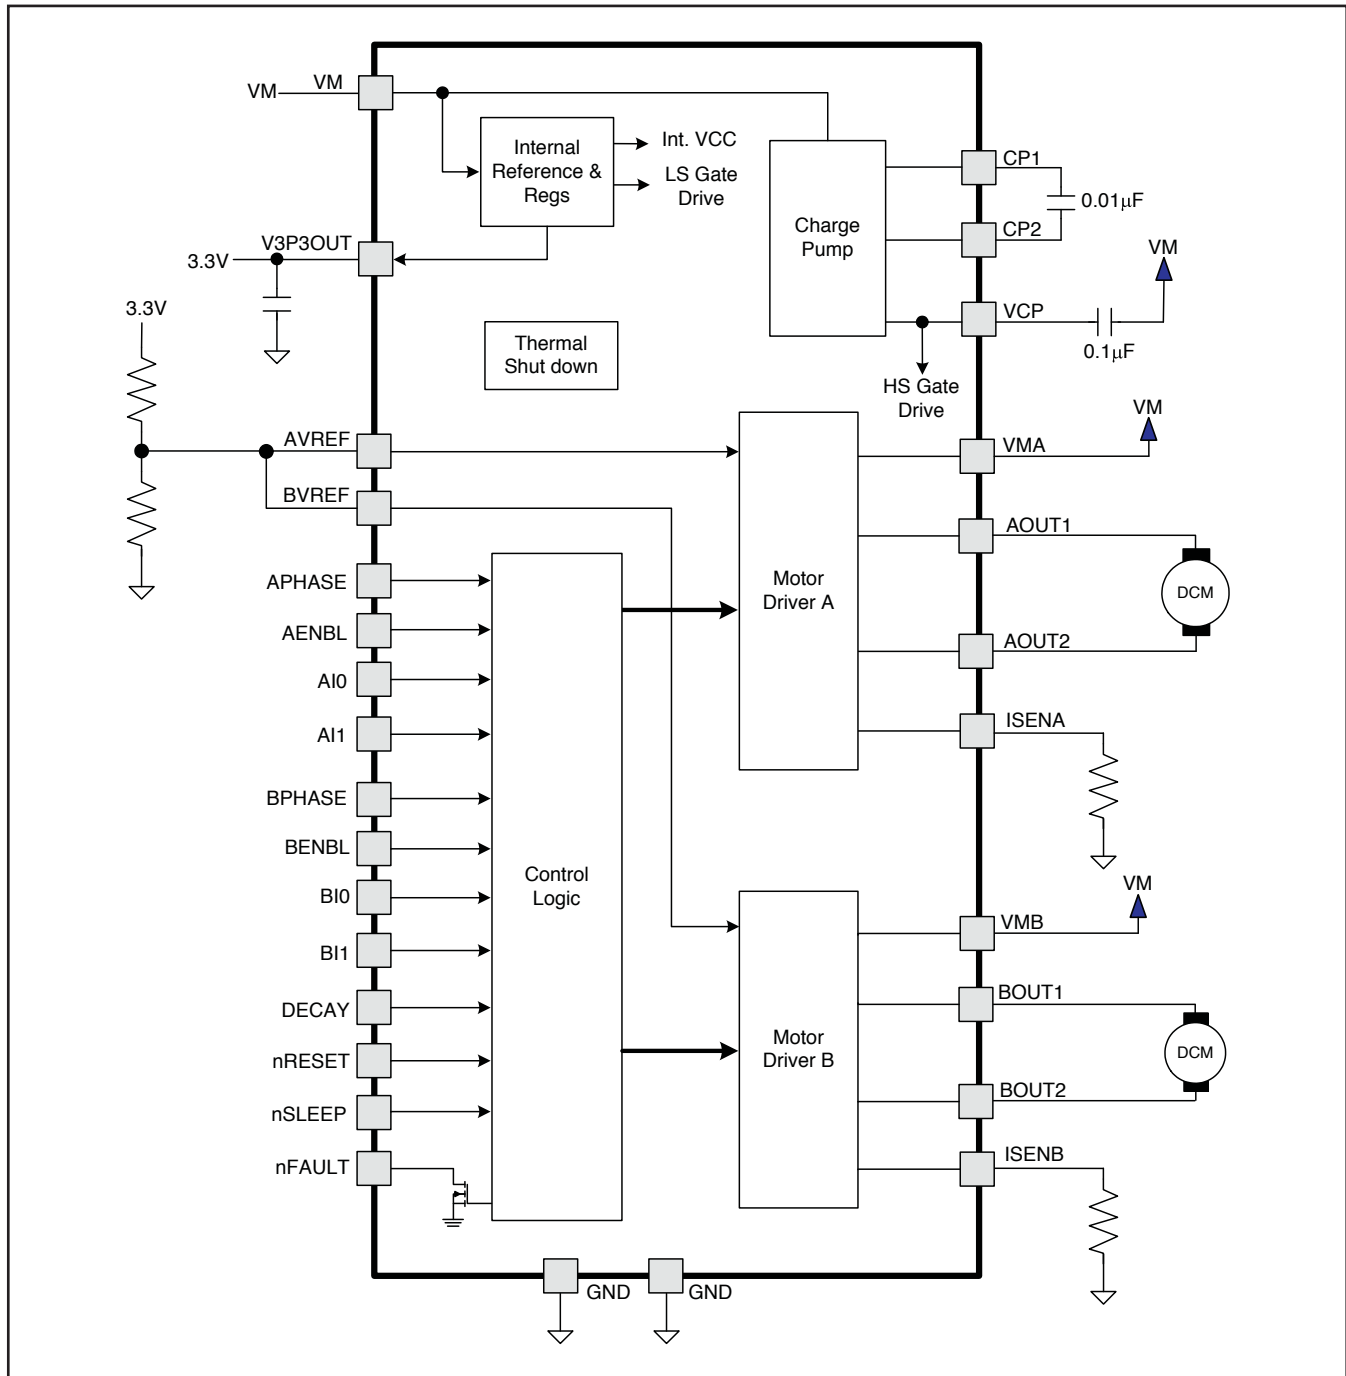 VM
VM
Internal
Reference &
Regs
Int. VCC
LS Gate
Drive
V3P3OUT
3.3V
3.3V
Thermal
Shut down
Charge
Pump
CP1
0.01µF
CP2
VM
VCP
0.1µF
HS Gate
Drive
AVREF
BVREF
APHASE
AENBL
AI0
AI1
BPHASE
BENBL
BI0
BI1
DECAY
nRESET
nSLEEP
nFAULT
Control
Logic
Motor
Driver A
VM
VMA
AOUT1
DCM
AOUT2
ISENA
Motor
Driver B
VM
VMB
BOUT1
DCM
BOUT2
ISENB
GND
GND